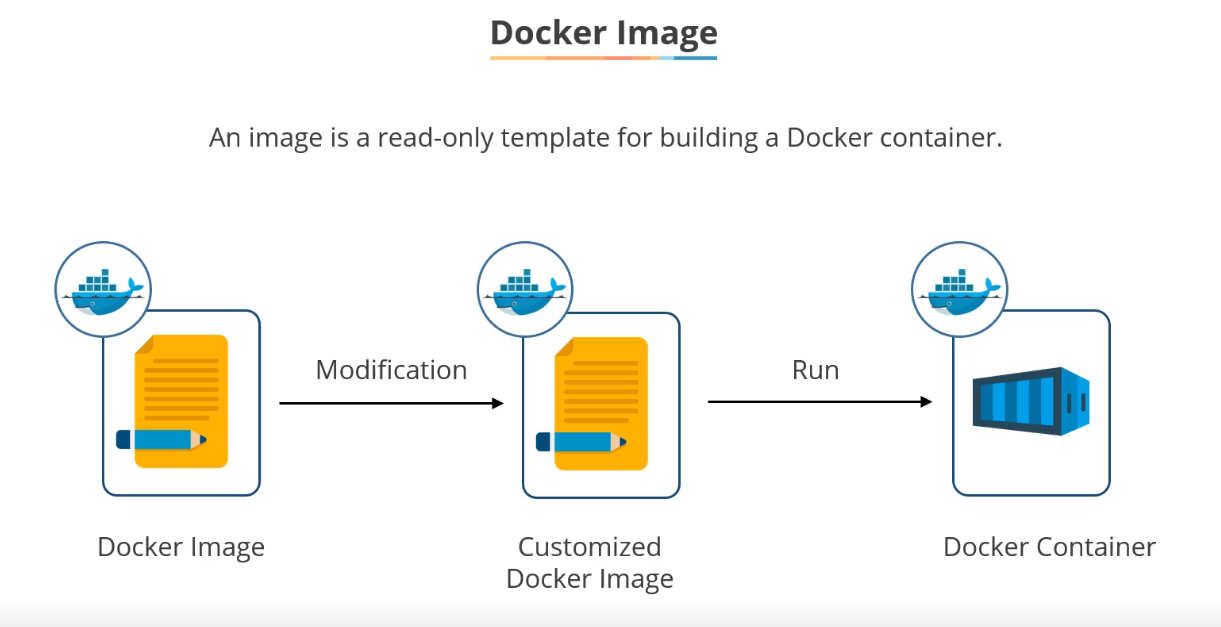 Docker Image
An image is a read-only template for building a Docker container.
Modification
Run
Docker Image
Customized
Docker Image
Docker Container